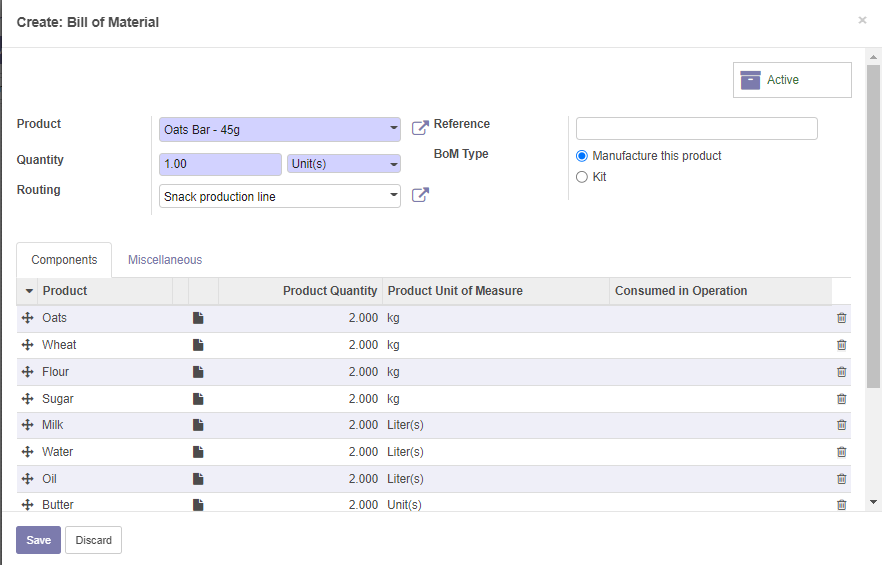 Create: Bill of Material
×
Active
Product Oats Bar - 45g Reference
Quantity 1.00 Unit(s) BoM Type Manufacture this product
Routing Snack production line Kit
Components Miscellaneous
Product Product Quantity Product Unit of Measure Consumed in Operation
Oats 2.000 kg
Wheat 2.000 kg
Flour 2.000 kg
Sugar 2.000 kg
Milk 2.000 Liter(s)
Water 2.000 Liter(s)
Oil 2.000 Liter(s)
Butter 2.000 Unit(s)
Save Discard